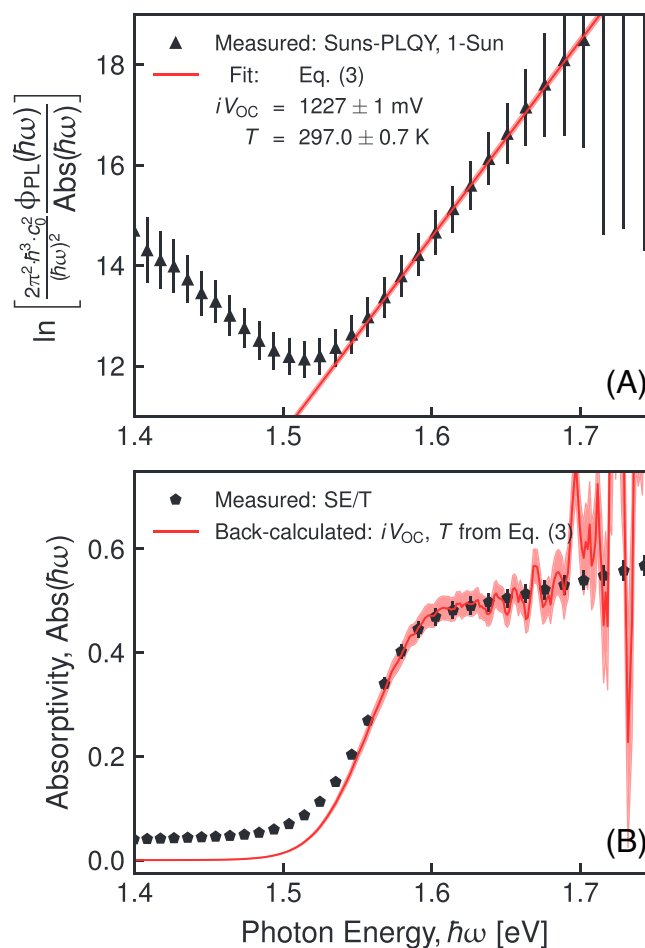 18
16
14
12
ln [ 2π²·ħ³·c₀² / (ħω)² ϕPL(ħω) / Abs(ħω) ]
Measured: Suns-PLQY, 1-Sun
Fit: Eq. (3)
iVOC = 1227 ± 1 mV
T = 297.0 ± 0.7 K
(A)
1.4 1.5 1.6 1.7
0.6
0.4
0.2
0.0
Absorptivity, Abs(ħω)
Measured: SE/T
Back-calculated: iVOC, T from Eq. (3)
(B)
1.4 1.5 1.6 1.7
Photon Energy, ħω [eV]